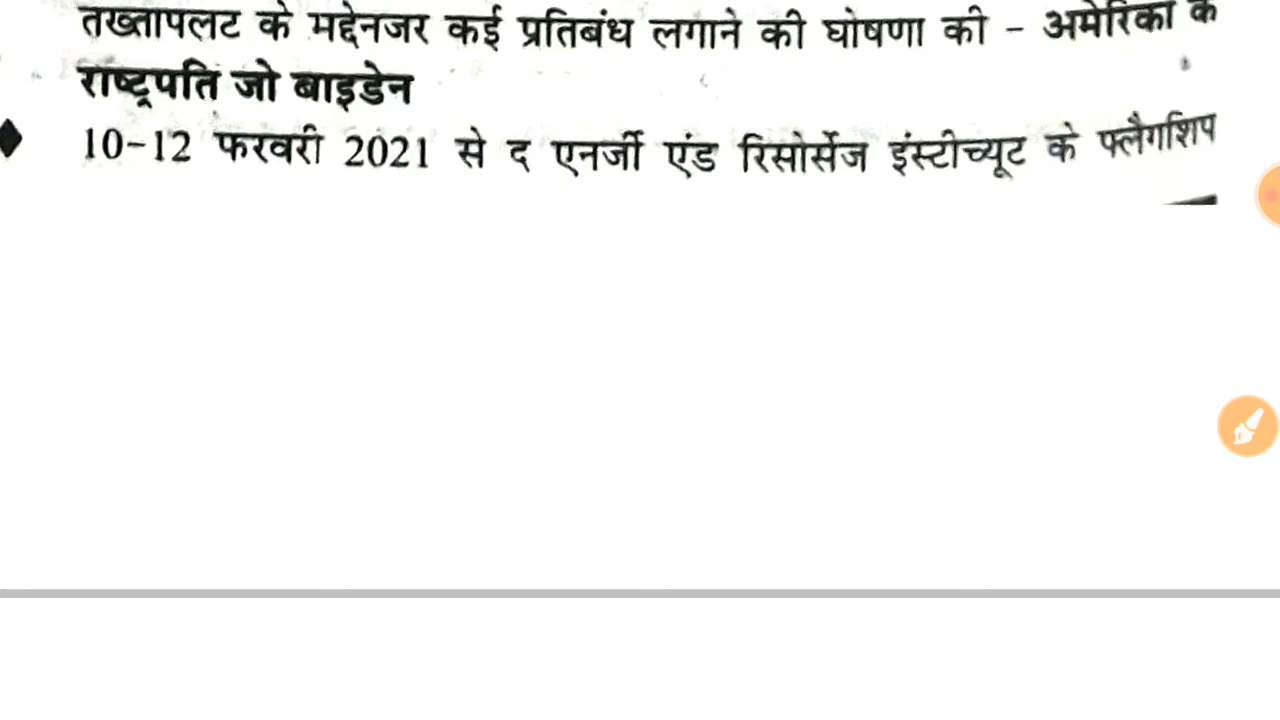 तख्तापलट के मद्देनजर कई प्रतिबंध लगाने की घोषणा की - अमेरिका के
राष्ट्रपति जो बाइडेन
10-12 फरवरी 2021 से द एनर्जी एंड रिसोर्सेज इंस्टीच्यूट के फ्लैगशिप